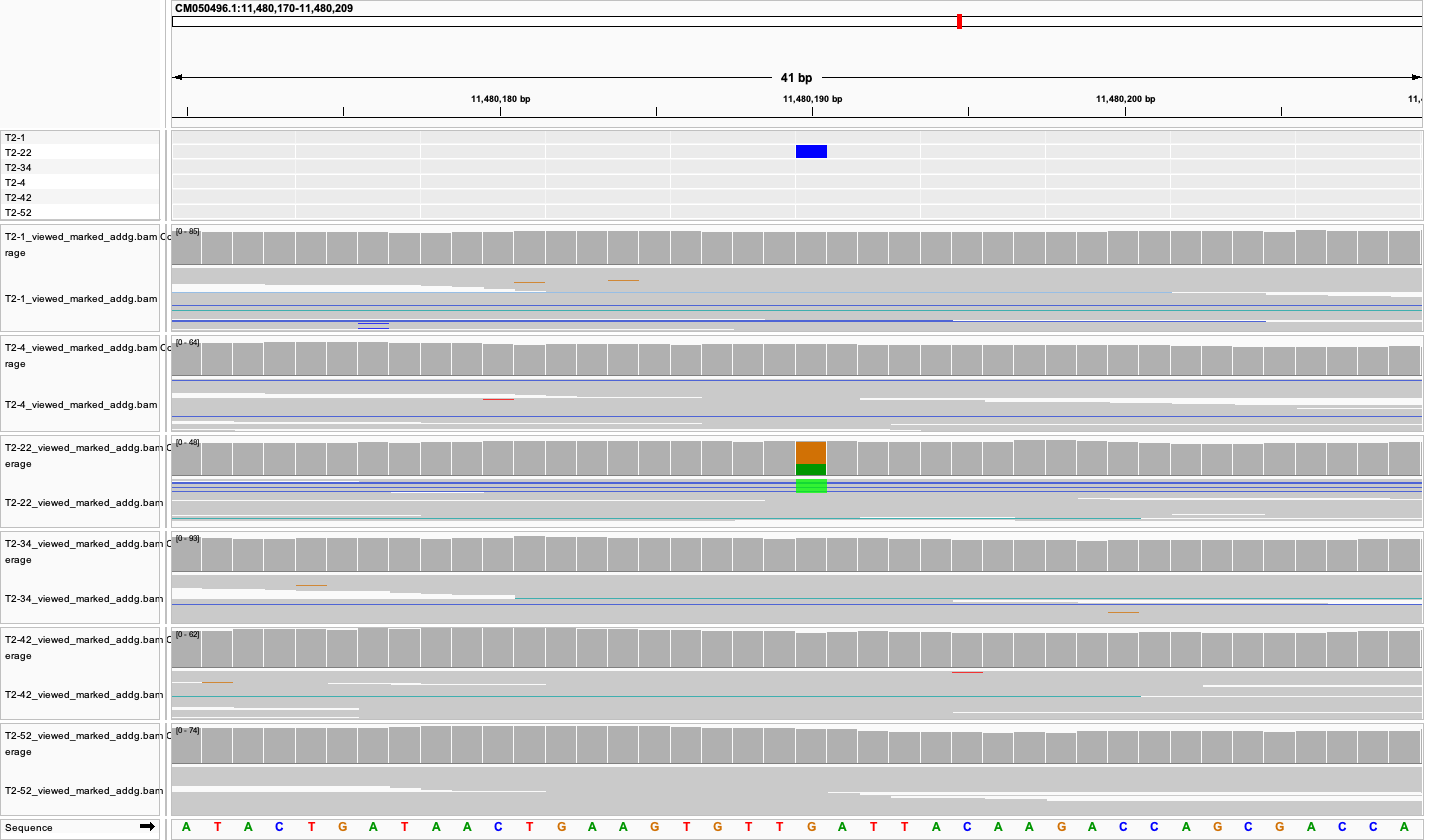 CM050496.1:11,480,170-11,480,209
41 bp
11,480,180 bp 11,480,190 bp 11,480,200 bp 11,4
T2-1
T2-22
T2-34
T2-4
T2-42
T2-52
T2-1_viewed_marked_addg.bam Co [0 - 85]
rage
T2-1_viewed_marked_addg.bam
T2-4_viewed_marked_addg.bam Co [0 - 64]
rage
T2-4_viewed_marked_addg.bam
T2-22_viewed_marked_addg.bam C [0 - 48]
erage
T2-22_viewed_marked_addg.bam
T2-34_viewed_marked_addg.bam C [0 - 93]
erage
T2-34_viewed_marked_addg.bam
T2-42_viewed_marked_addg.bam C [0 - 62]
erage
T2-42_viewed_marked_addg.bam
T2-52_viewed_marked_addg.bam C [0 - 74]
erage
T2-52_viewed_marked_addg.bam
Sequence A T A C T G A T A A C T G A A G T G T T G A T T A C A A G A C C A G C G A C C A